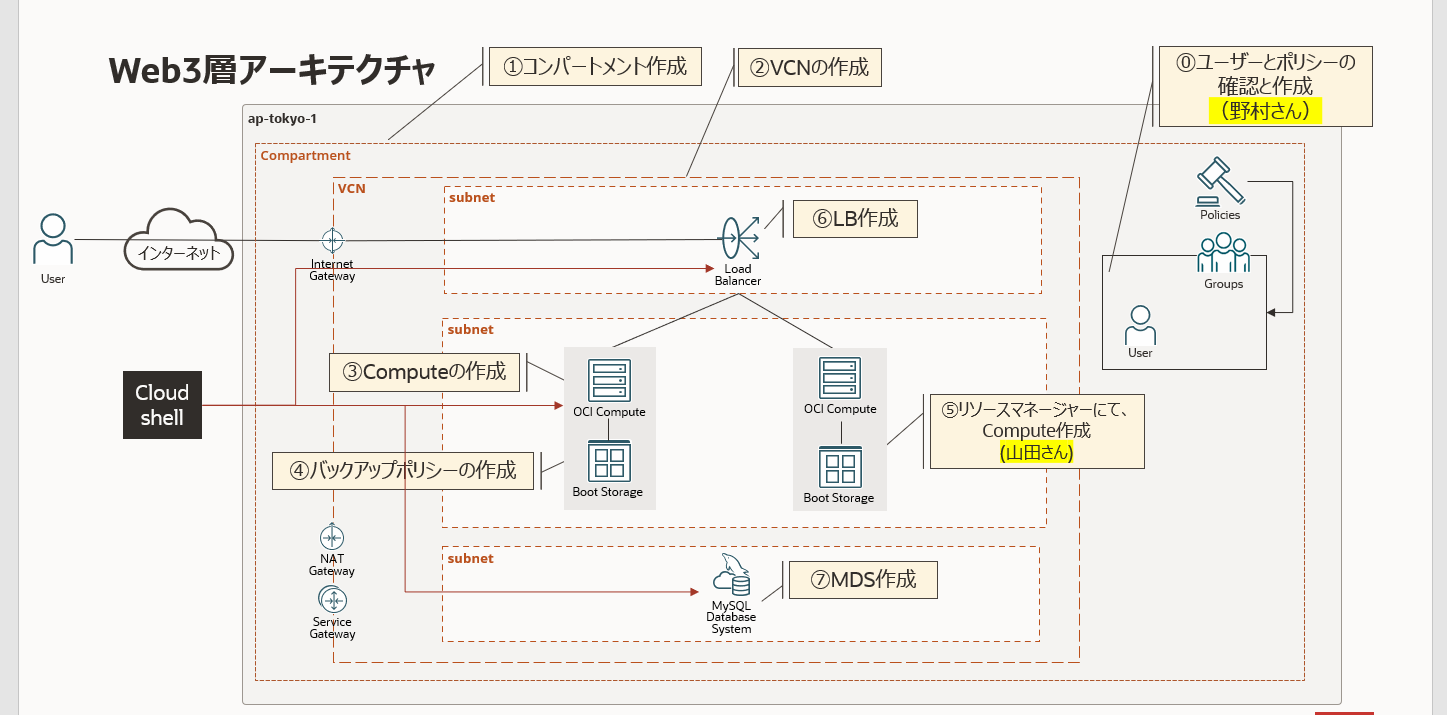 Web3層アーキテクチャ
①コンパートメント作成
②VCNの作成
⓪ユーザーとポリシーの
確認と作成
（野村さん）
ap-tokyo-1
Compartment
VCN
subnet
⑥LB作成
Policies
User
インターネット
Internet
Gateway
Load
Balancer
Groups
User
subnet
③Computeの作成
Cloud
shell
OCI Compute
OCI Compute
⑤リソースマネージャーにて、
Compute作成
(山田さん)
④バックアップポリシーの作成
Boot Storage
Boot Storage
NAT
Gateway
subnet
⑦MDS作成
MySQL
Database
System
Service
Gateway